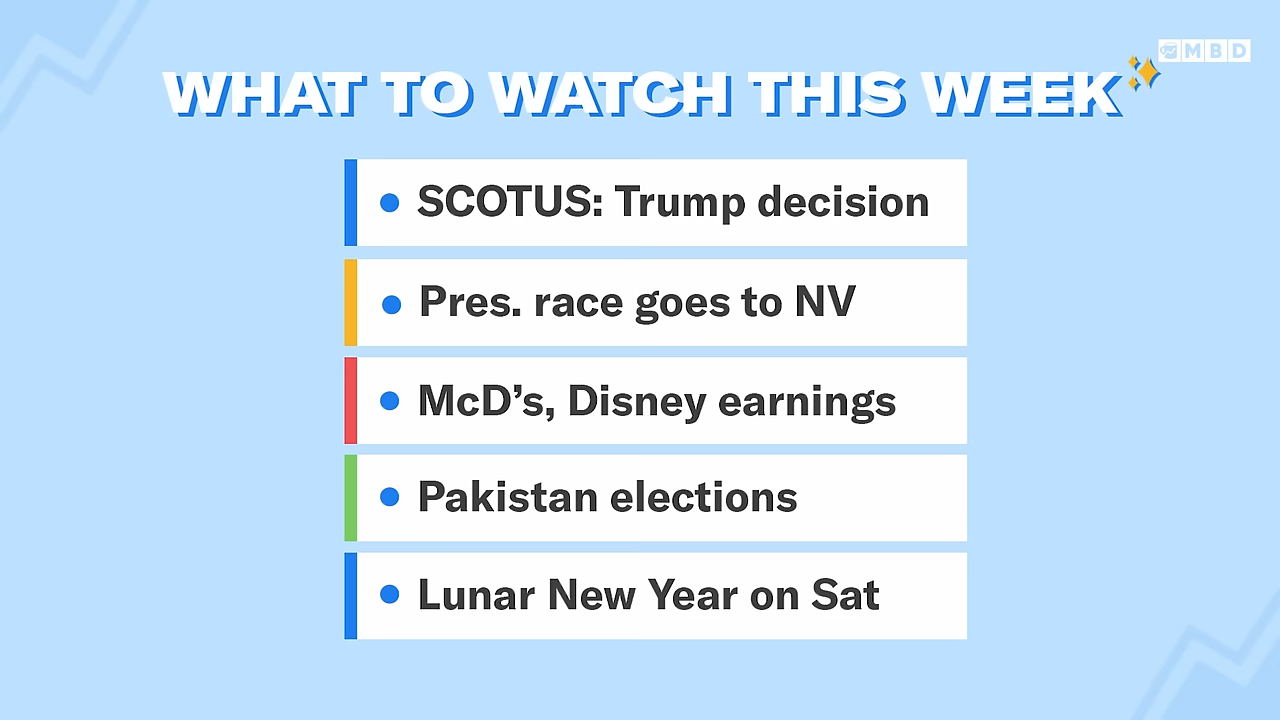 MBD
WHAT TO WATCH THIS WEEK
• SCOTUS: Trump decision
• Pres. race goes to NV
• McD’s, Disney earnings
• Pakistan elections
• Lunar New Year on Sat